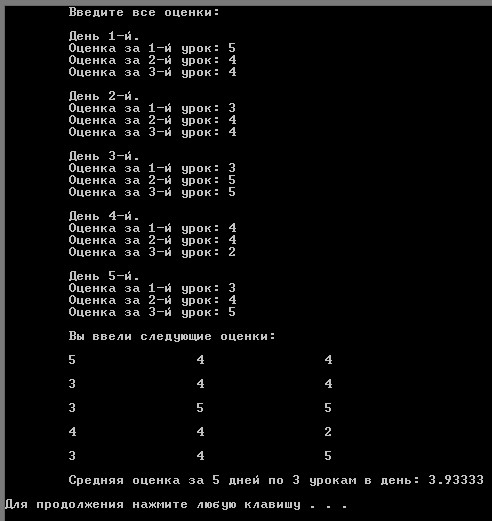 Введите все оценки:
День 1-й.
Оценка за 1-й урок: 5
Оценка за 2-й урок: 4
Оценка за 3-й урок: 4
День 2-й.
Оценка за 1-й урок: 3
Оценка за 2-й урок: 4
Оценка за 3-й урок: 4
День 3-й.
Оценка за 1-й урок: 3
Оценка за 2-й урок: 5
Оценка за 3-й урок: 5
День 4-й.
Оценка за 1-й урок: 4
Оценка за 2-й урок: 4
Оценка за 3-й урок: 2
День 5-й.
Оценка за 1-й урок: 3
Оценка за 2-й урок: 4
Оценка за 3-й урок: 5
Вы ввели следующие оценки:
5 4 4
3 4 4
3 5 5
4 4 2
3 4 5
Средняя оценка за 5 дней по 3 урокам в день: 3.93333
Для продолжения нажмите любую клавишу . . .